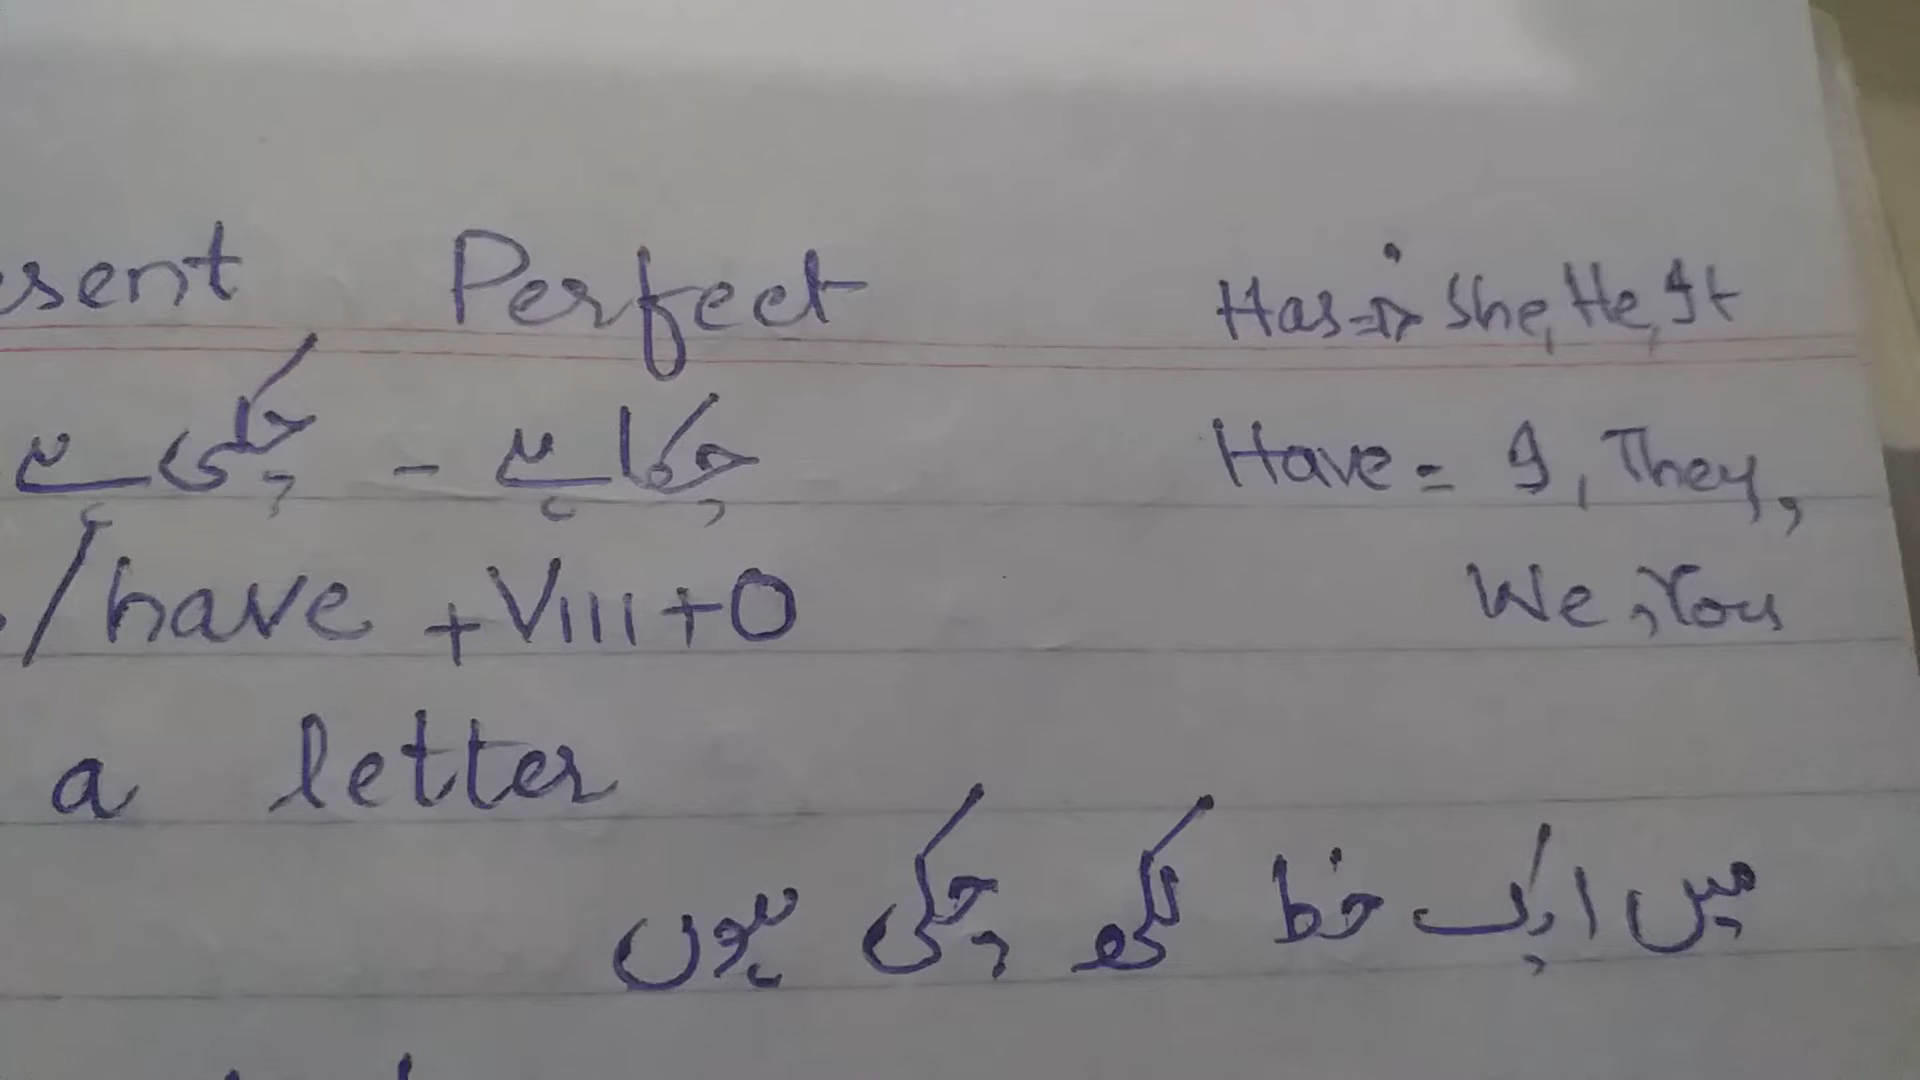 sent Perfect Has => She, He, It
چکا ہے - چکی ہے Have = I, They,
/ have + VIII + O We, You
a letter
میں ایک خط لکھ چکی ہوں